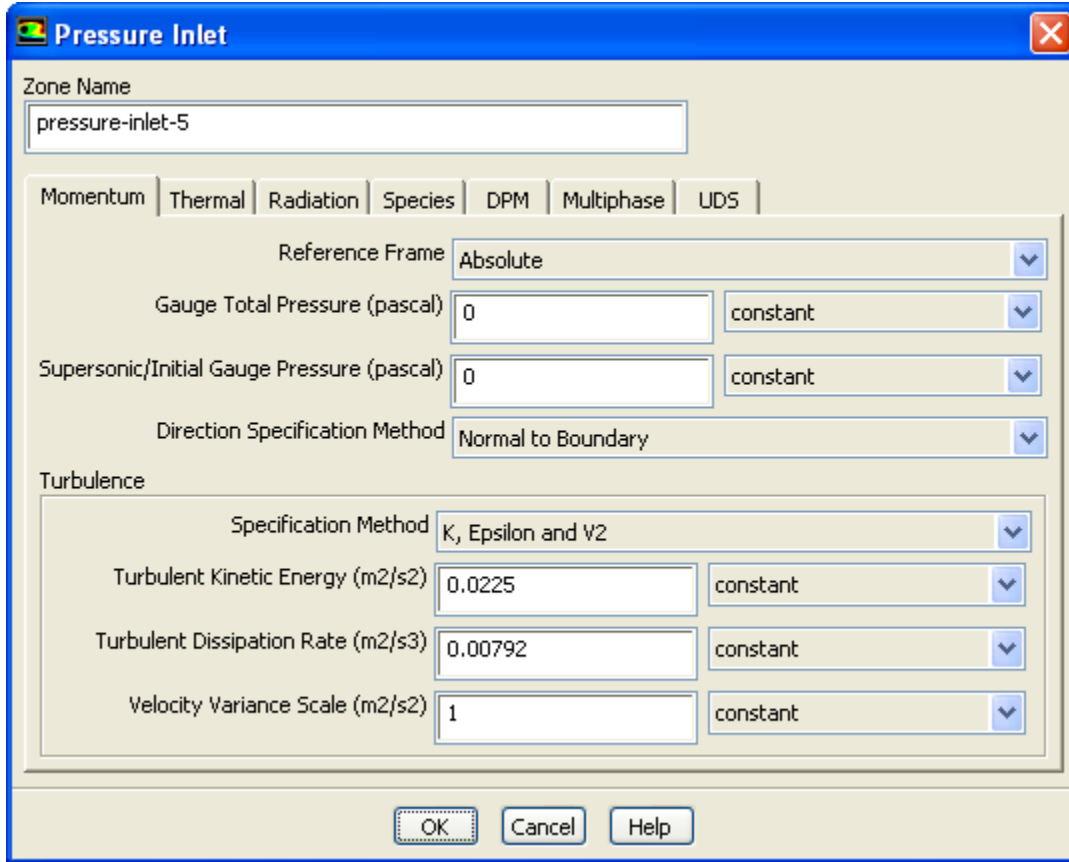 Pressure Inlet
Zone Name
pressure-inlet-5
Momentum Thermal Radiation Species DPM Multiphase UDS
Reference Frame Absolute
Gauge Total Pressure (pascal) 0 constant
Supersonic/Initial Gauge Pressure (pascal) 0 constant
Direction Specification Method Normal to Boundary
Turbulence
Specification Method K, Epsilon and V2
Turbulent Kinetic Energy (m2/s2) 0.0225 constant
Turbulent Dissipation Rate (m2/s3) 0.00792 constant
Velocity Variance Scale (m2/s2) 1 constant
OK Cancel Help